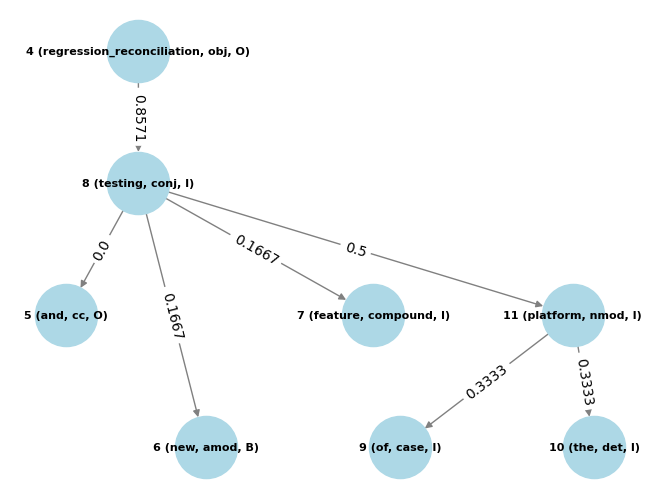 4 (regression_reconciliation, obj, O)
0.8571
8 (testing, conj, I)
0.0
0.1667
0.5
0.1667
5 (and, cc, O)
7 (feature, compound, I)
11 (platform, nmod, I)
0.3333
0.3333
6 (new, amod, B)
9 (of, case, I)
10 (the, det, I)